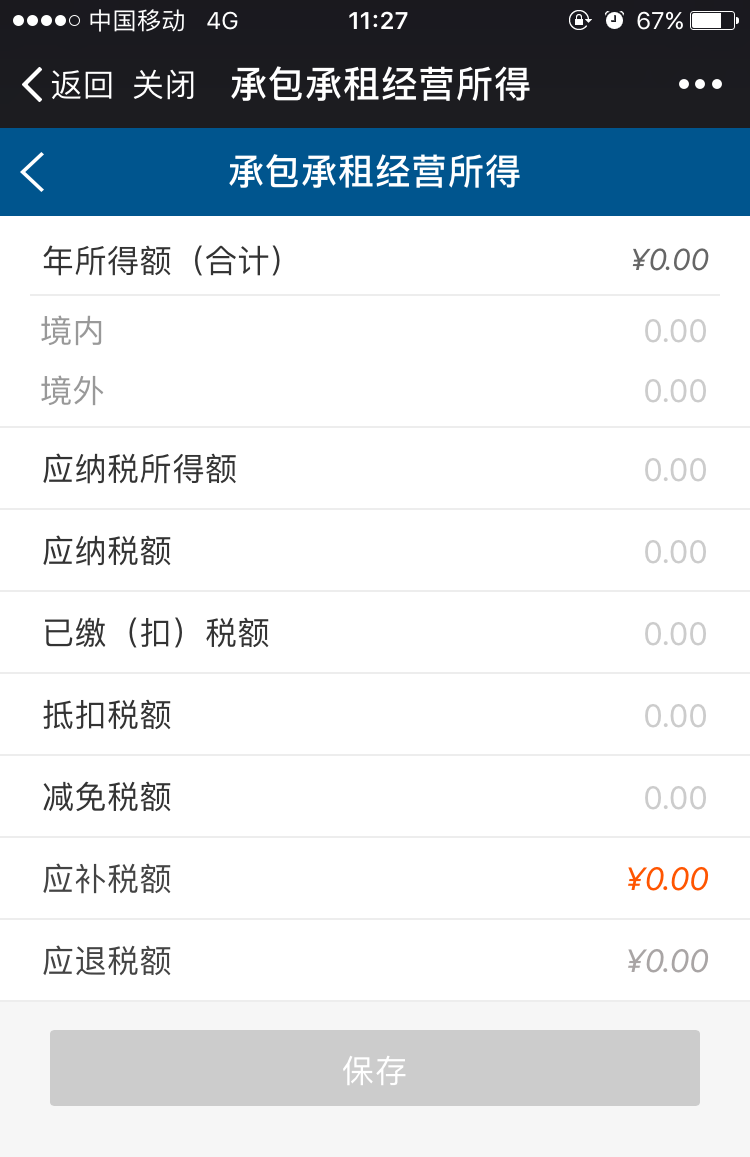 中国移动 4G 11:27 67%
返回 关闭 承包承租经营所得
承包承租经营所得
年所得额（合计） ¥0.00
境内 0.00
境外 0.00
应纳税所得额 0.00
应纳税额 0.00
已缴（扣）税额 0.00
抵扣税额 0.00
减免税额 0.00
应补税额 ¥0.00
应退税额 ¥0.00
保存